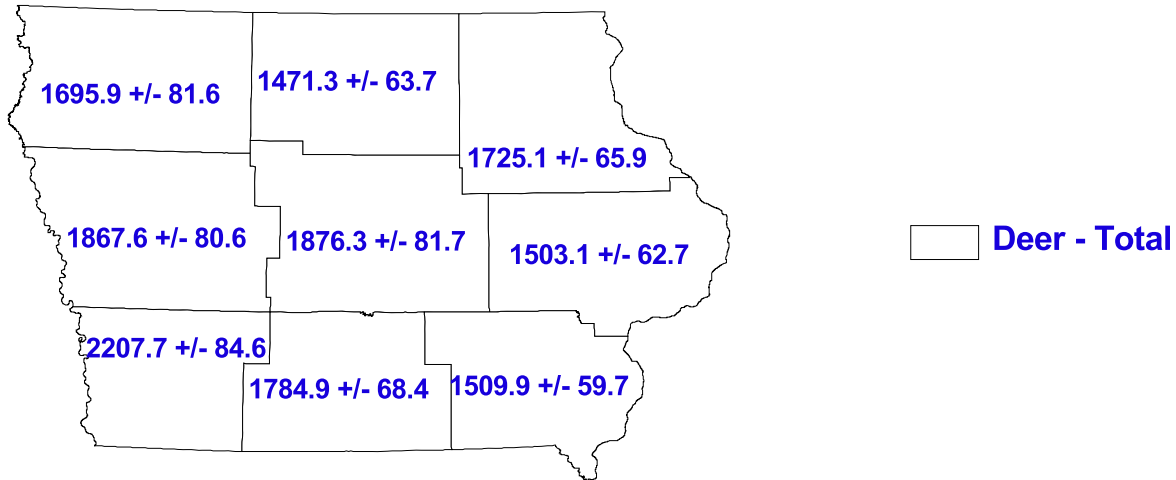 1695.9 +/- 81.6
1471.3 +/- 63.7
1725.1 +/- 65.9
1867.6 +/- 80.6
1876.3 +/- 81.7
1503.1 +/- 62.7
2207.7 +/- 84.6
1784.9 +/- 68.4
1509.9 +/- 59.7
Deer - Total